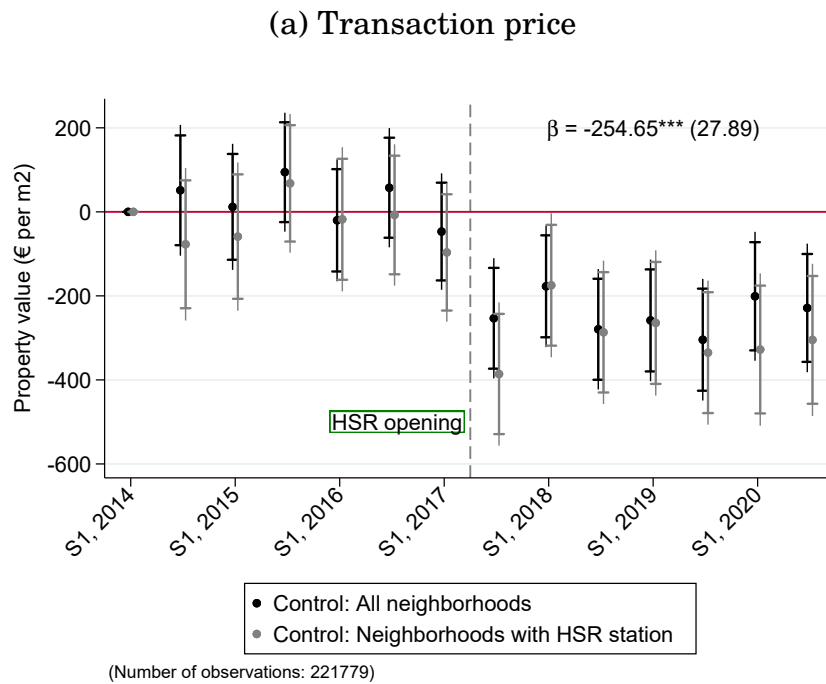 (a) Transaction price
β = -254.65*** (27.89)
Property value (€ per m2)
200
0
-200
-400
-600
HSR opening
S1, 2014
S1, 2015
S1, 2016
S1, 2017
S1, 2018
S1, 2019
S1, 2020
Control: All neighborhoods
Control: Neighborhoods with HSR station
(Number of observations: 221779)